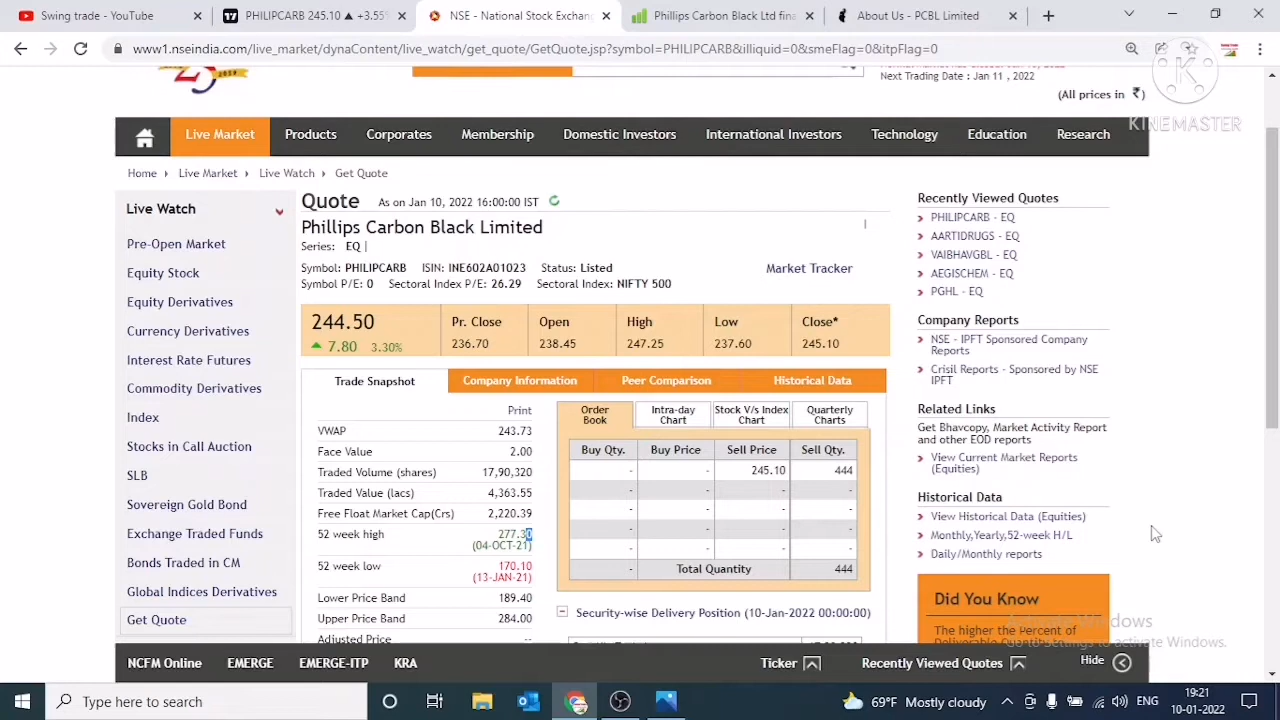 Swing trade - YouTube
PHILIPCARB 245.10 ▲ +3.55%
NSE - National Stock Exchan
Phillips Carbon Black Ltd fina
About Us - PCBL Limited
www1.nseindia.com/live_market/dynaContent/live_watch/get_quote/GetQuote.jsp?symbol=PHILIPCARB&illiquid=0&smeFlag=0&itpFlag=0
Next Trading Date : Jan 11 , 2022
(All prices in ₹)
KINEMASTER
Live Market
Products
Corporates
Membership
Domestic Investors
International Investors
Technology
Education
Research
Home
Live Market
Live Watch
Get Quote
Live Watch
Pre-Open Market
Equity Stock
Equity Derivatives
Currency Derivatives
Interest Rate Futures
Commodity Derivatives
Index
Stocks in Call Auction
SLB
Sovereign Gold Bond
Exchange Traded Funds
Bonds Traded in CM
Global Indices Derivatives
Get Quote
Quote As on Jan 10, 2022 16:00:00 IST
Phillips Carbon Black Limited
Series: EQ |
Symbol: PHILIPCARB ISIN: INE602A01023 Status: Listed
Market Tracker
Symbol P/E: 0 Sectoral Index P/E: 26.29 Sectoral Index: NIFTY 500
244.50 Pr. Close Open High Low Close*
7.80 3.30% 236.70 238.45 247.25 237.60 245.10
Trade Snapshot
Company Information
Peer Comparison
Historical Data
Print
VWAP 243.73
Face Value 2.00
Traded Volume (shares) 17,90,320
Traded Value (lacs) 4,363.55
Free Float Market Cap(Crs) 2,220.39
52 week high 277.30
(04-OCT-21)
52 week low 170.10
(13-JAN-21)
Lower Price Band 189.40
Upper Price Band 284.00
Adjusted Price --
Order Book
Intra-day Chart
Stock V/s Index Chart
Quarterly Charts
Buy Qty. Buy Price Sell Price Sell Qty.
- - 245.10 444
- - - -
- - - -
- - - -
- - - -
- Total Quantity 444
Security-wise Delivery Position (10-Jan-2022 00:00:00)
Recently Viewed Quotes
PHILIPCARB - EQ
AARTIDRUGS - EQ
VAIBHAVGBL - EQ
AEGISCHEM - EQ
PGHL - EQ
Company Reports
NSE - IPFT Sponsored Company
Reports
Crisil Reports - Sponsored by NSE
IPFT
Related Links
Get Bhavcopy, Market Activity Report
and other EOD reports
View Current Market Reports
(Equities)
Historical Data
View Historical Data (Equities)
Monthly,Yearly,52-week H/L
Daily/Monthly reports
Did You Know
The higher the Percent of
Deliverable Quantity to
Activate Windows
Go to Settings to activate Windows.
NCFM Online
EMERGE
EMERGE-ITP
KRA
Ticker
Recently Viewed Quotes
Hide
Type here to search
69°F Mostly cloudy
ENG
19:21
10-01-2022